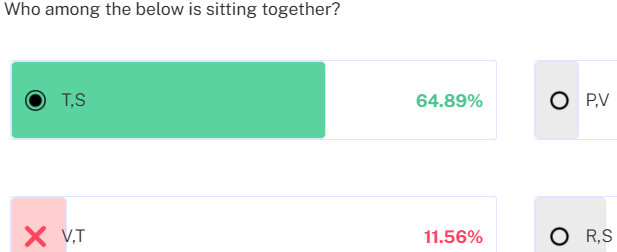 Who among the below is sitting together?
T,S 64.89% P,V
V,T 11.56% R,S